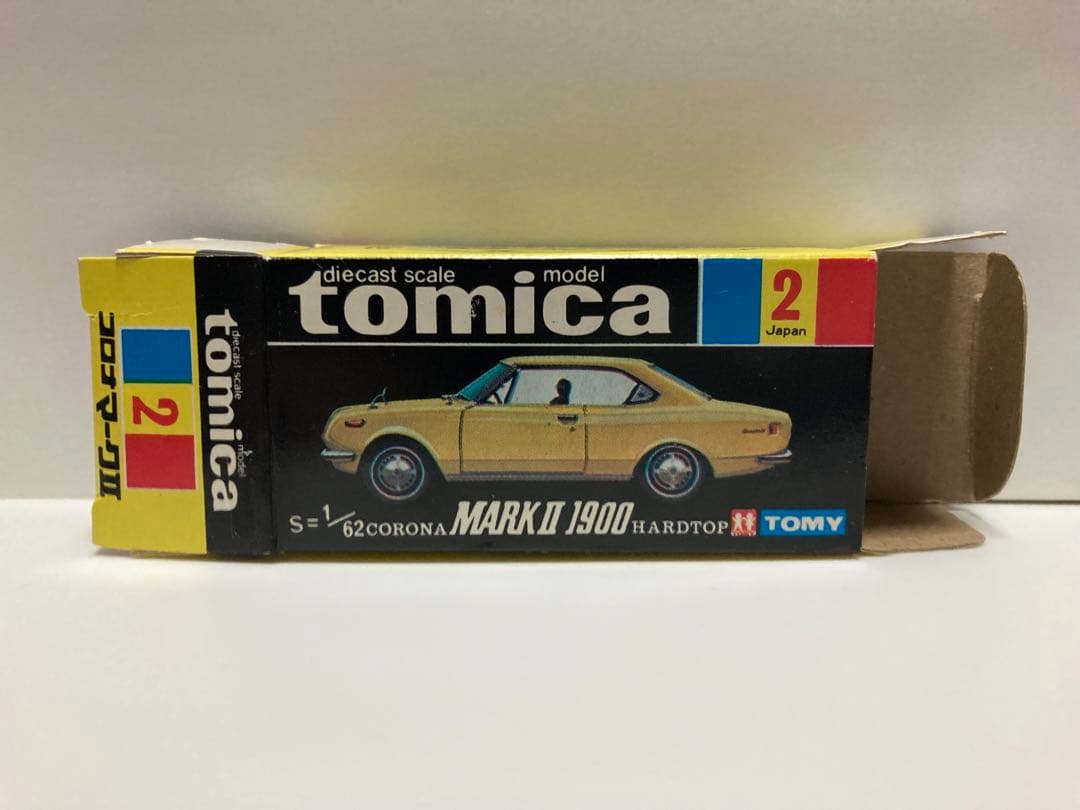 diecast scale model
tomica
2
Japan
S=1/62 CORONA MARK II 1900 HARDTOP TOMY
コロナマークII
2
diecast scale model
tomica